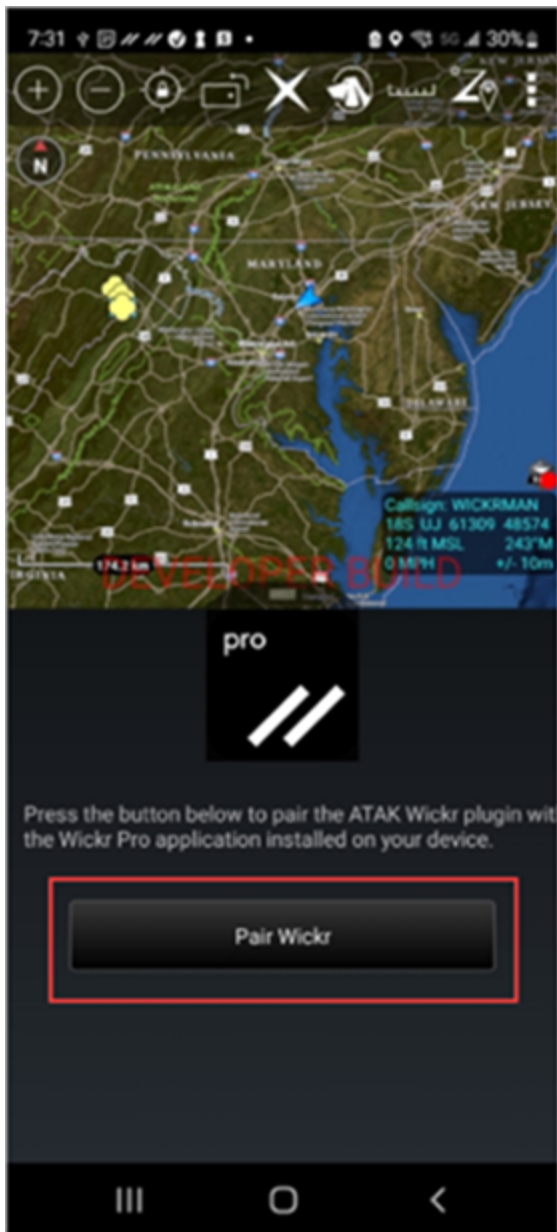 7:31
5G 30%
N
PENNSYLVANIA
NEW JERSEY
MARYLAND
DELAWARE
Callsign: WICKRMAN
18S UJ 61309 48574
124 ft MSL 243°M
0 MPH +/- 10m
174.2 km
DEVELOPER BUILD
pro
Press the button below to pair the ATAK Wickr plugin wit
the Wickr Pro application installed on your device.
Pair Wickr